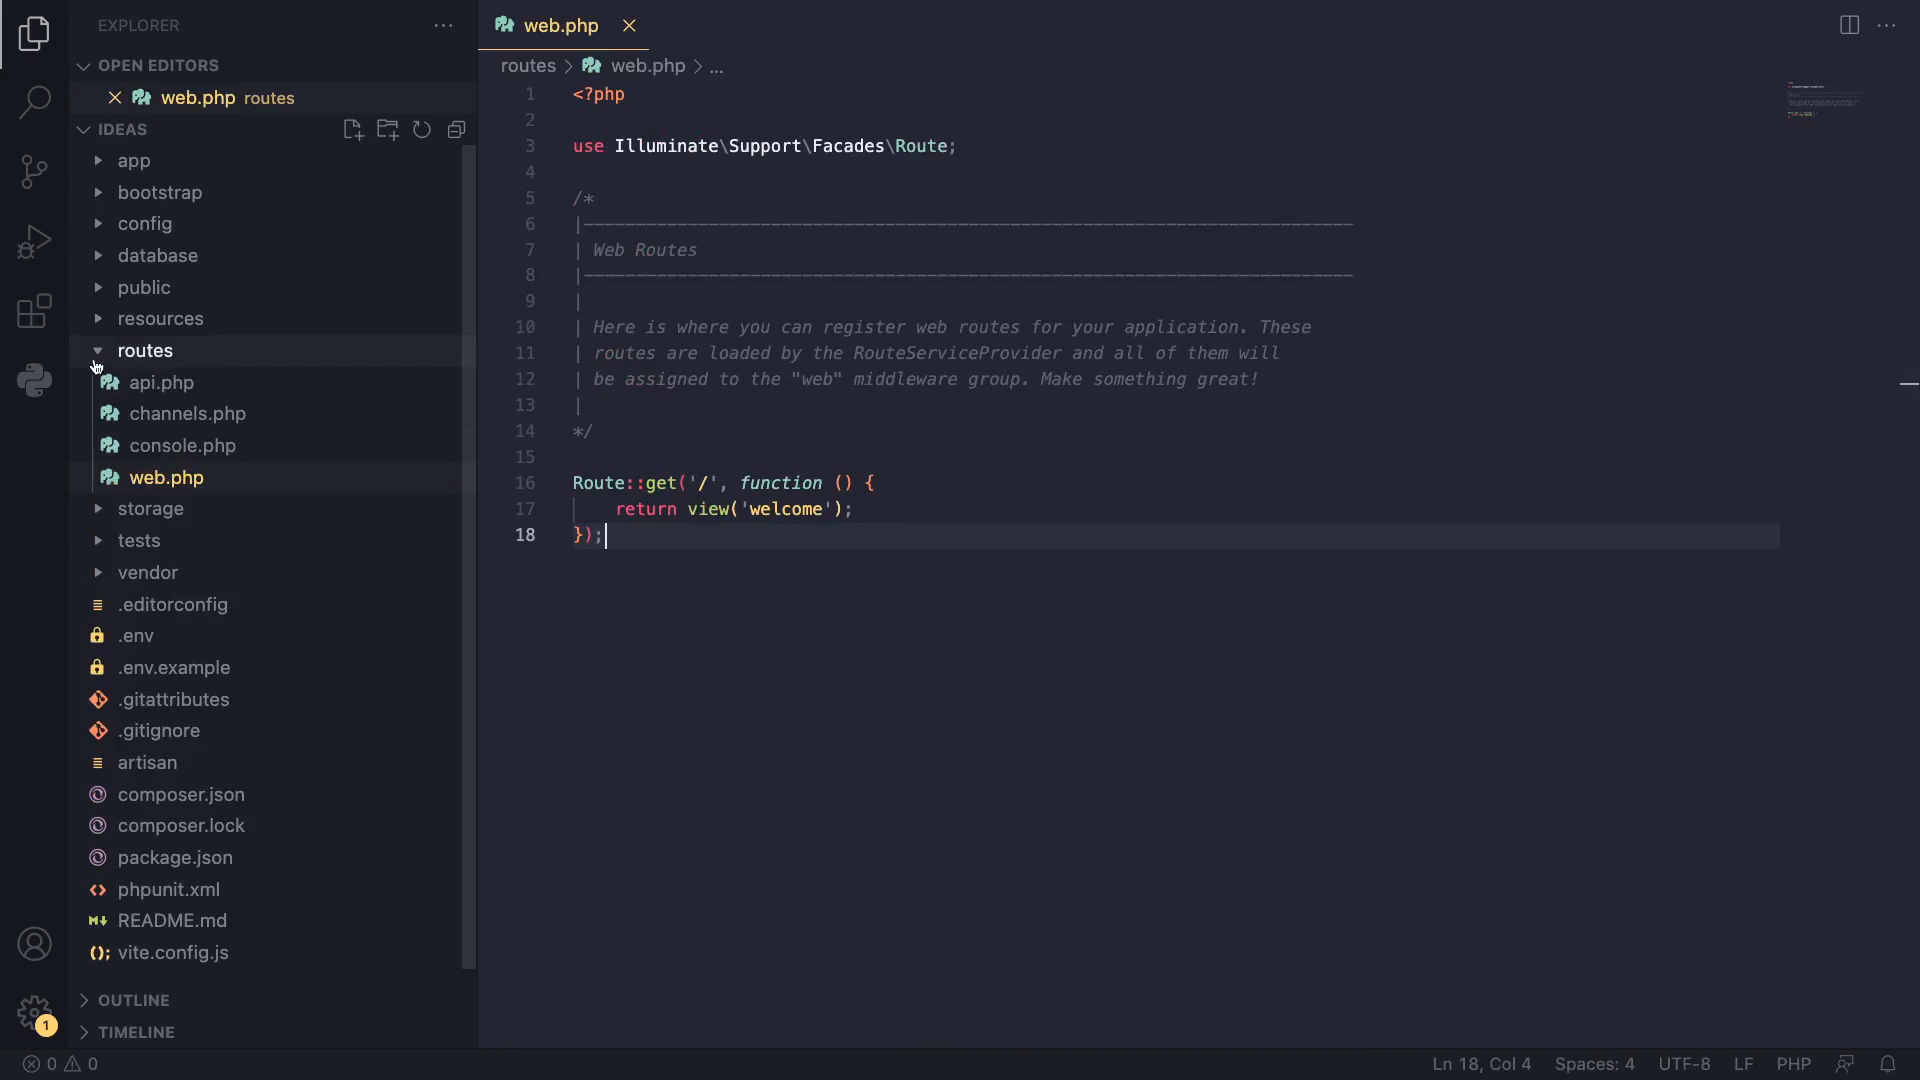 EXPLORER
OPEN EDITORS
web.php routes
IDEAS
app
bootstrap
config
database
public
resources
routes
api.php
channels.php
console.php
web.php
storage
tests
vendor
.editorconfig
.env
.env.example
.gitattributes
.gitignore
artisan
composer.json
composer.lock
package.json
phpunit.xml
README.md
vite.config.js
OUTLINE
TIMELINE
1
web.php
routes > web.php > ...
1 <?php
2
3 use Illuminate\Support\Facades\Route;
4
5 /*
6 |--------------------------------------------------------------------------
7 | Web Routes
8 |--------------------------------------------------------------------------
9 |
10 | Here is where you can register web routes for your application. These
11 | routes are loaded by the RouteServiceProvider and all of them will
12 | be assigned to the "web" middleware group. Make something great!
13 |
14 */
15
16 Route::get('/', function () {
17     return view('welcome');
18 });
0 0
Ln 18, Col 4 Spaces: 4 UTF-8 LF PHP